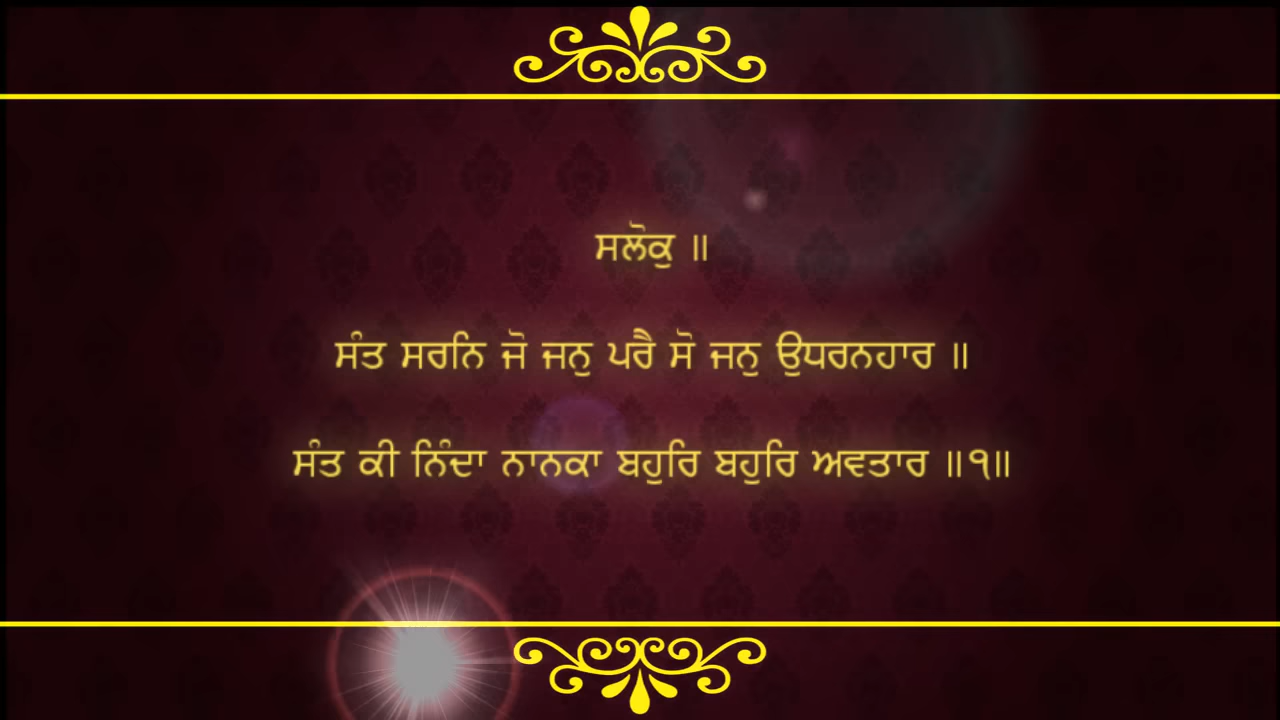 ਸਲੋਕੁ ॥
ਸੰਤ ਸਰਨਿ ਜੋ ਜਨੁ ਪਰੈ ਸੋ ਜਨੁ ਉਧਰਨਹਾਰ ॥
ਸੰਤ ਕੀ ਨਿੰਦਾ ਨਾਨਕਾ ਬਹੁਰਿ ਬਹੁਰਿ ਅਵਤਾਰ ॥੧॥